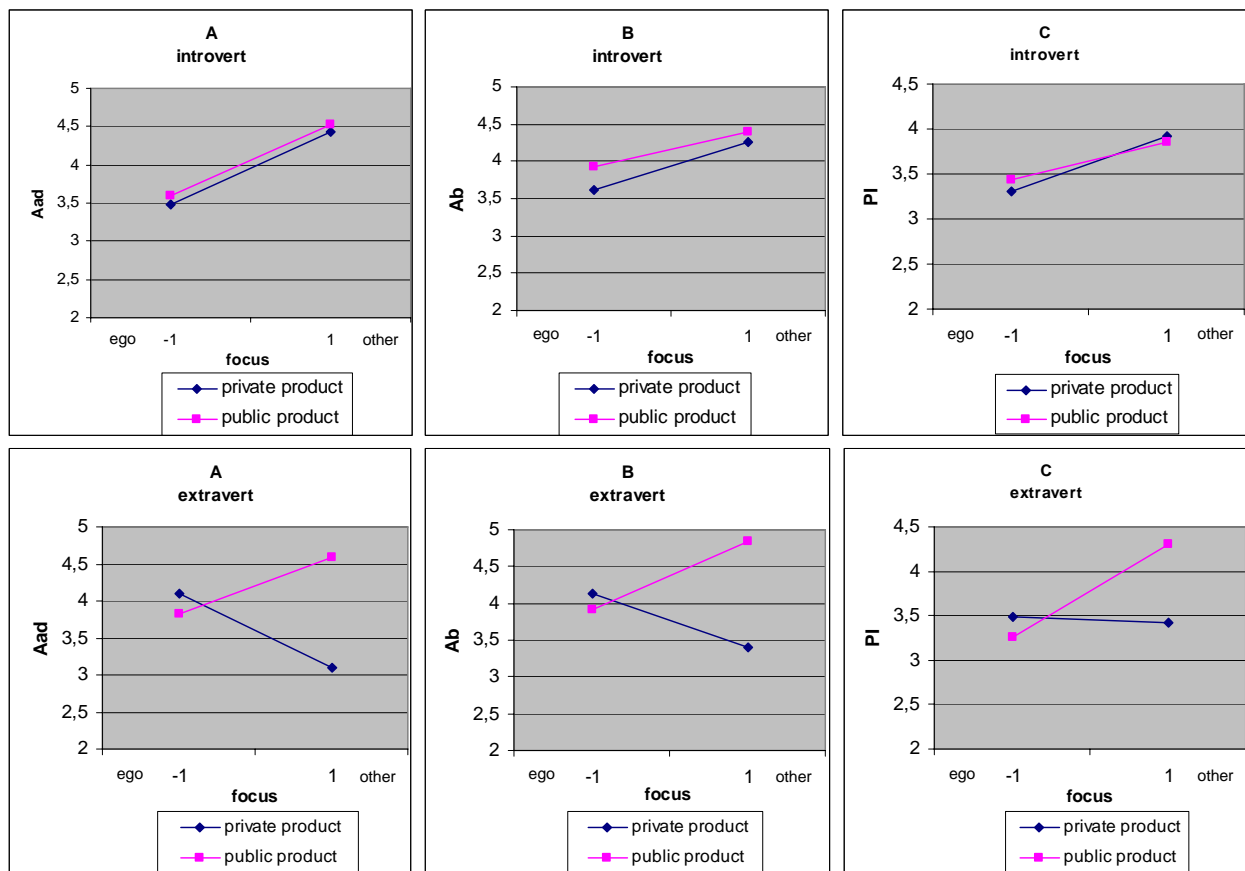 A
introvert
5
4,5
4
3,5
3
2,5
2
Aad
ego -1 1 other
focus
private product
public product
B
introvert
5
4,5
4
3,5
3
2,5
2
Ab
ego -1 1 other
focus
private product
public product
C
introvert
4,5
4
3,5
3
2,5
2
PI
ego -1 1 other
focus
private product
public product
A
extravert
5
4,5
4
3,5
3
2,5
2
Aad
ego -1 1 other
focus
private product
public product
B
extravert
5
4,5
4
3,5
3
2,5
2
Ab
ego -1 1 other
focus
private product
public product
C
extravert
4,5
4
3,5
3
2,5
2
PI
ego -1 1 other
focus
private product
public product